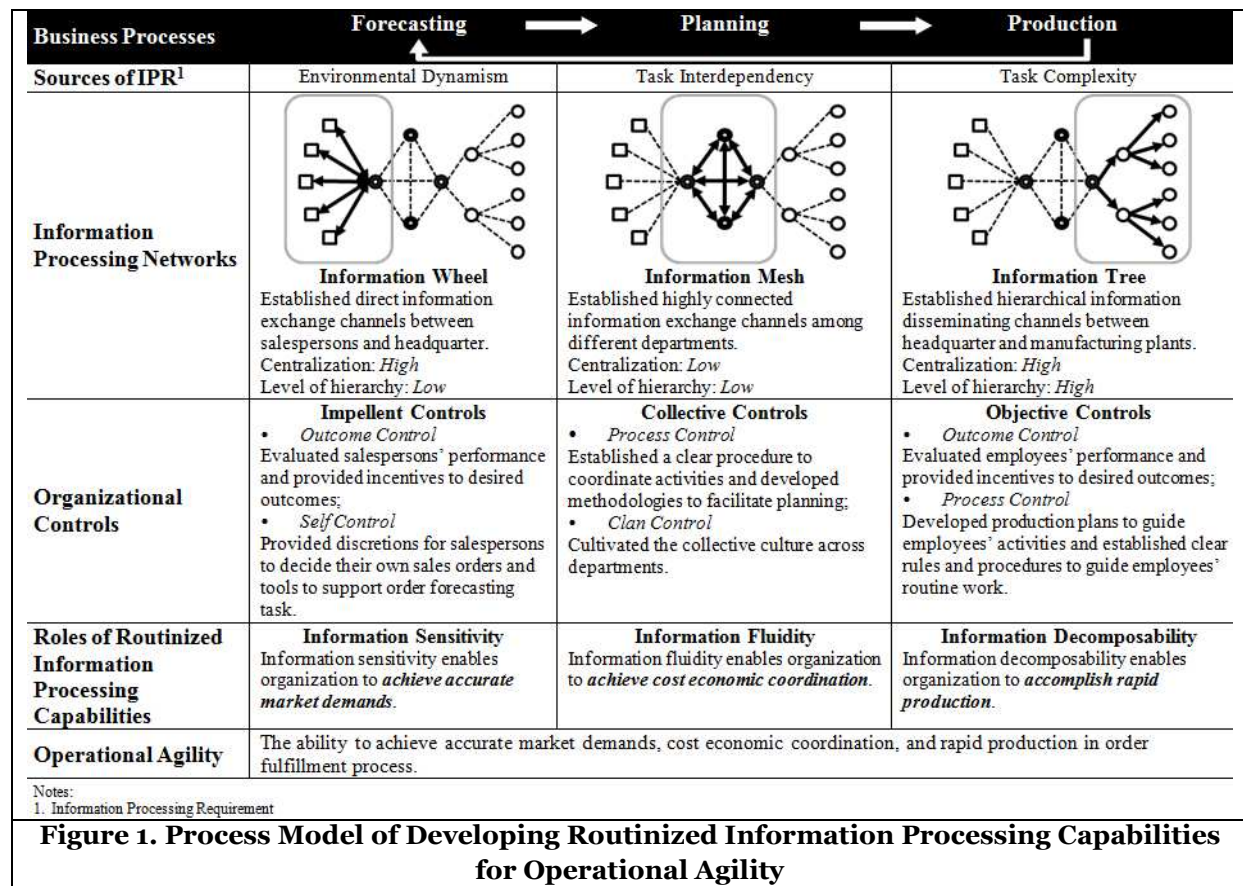 Business Processes
Forecasting
Planning
Production
Sources of IPR1
Environmental Dynamism
Task Interdependency
Task Complexity
Information
Processing Networks
Information Wheel
Established direct information
exchange channels between
salespersons and headquarter.
Centralization: High
Level of hierarchy: Low
Information Mesh
Established highly connected
information exchange channels among
different departments.
Centralization: Low
Level of hierarchy: Low
Information Tree
Established hierarchical information
disseminating channels between
headquarter and manufacturing plants.
Centralization: High
Level of hierarchy: High
Organizational
Controls
Impellent Controls
• Outcome Control
Evaluated salespersons' performance
and provided incentives to desired
outcomes;
• Self Control
Provided discretions for salespersons
to decide their own sales orders and
tools to support order forecasting
task.
Collective Controls
• Process Control
Established a clear procedure to
coordinate activities and developed
methodologies to facilitate planning;
• Clan Control
Cultivated the collective culture across
departments.
Objective Controls
• Outcome Control
Evaluated employees' performance and
provided incentives to desired outcomes;
• Process Control
Developed production plans to guide
employees' activities and established clear
rules and procedures to guide employees'
routine work.
Roles of Routinized
Information
Processing
Capabilities
Information Sensitivity
Information sensitivity enables
organization to achieve accurate
market demands.
Information Fluidity
Information fluidity enables organization
to achieve cost economic coordination.
Information Decomposability
Information decomposability enables
organization to accomplish rapid
production.
Operational Agility
The ability to achieve accurate market demands, cost economic coordination, and rapid production in order
fulfillment process.
Notes:
1. Information Processing Requirement
Figure 1. Process Model of Developing Routinized Information Processing Capabilities
for Operational Agility